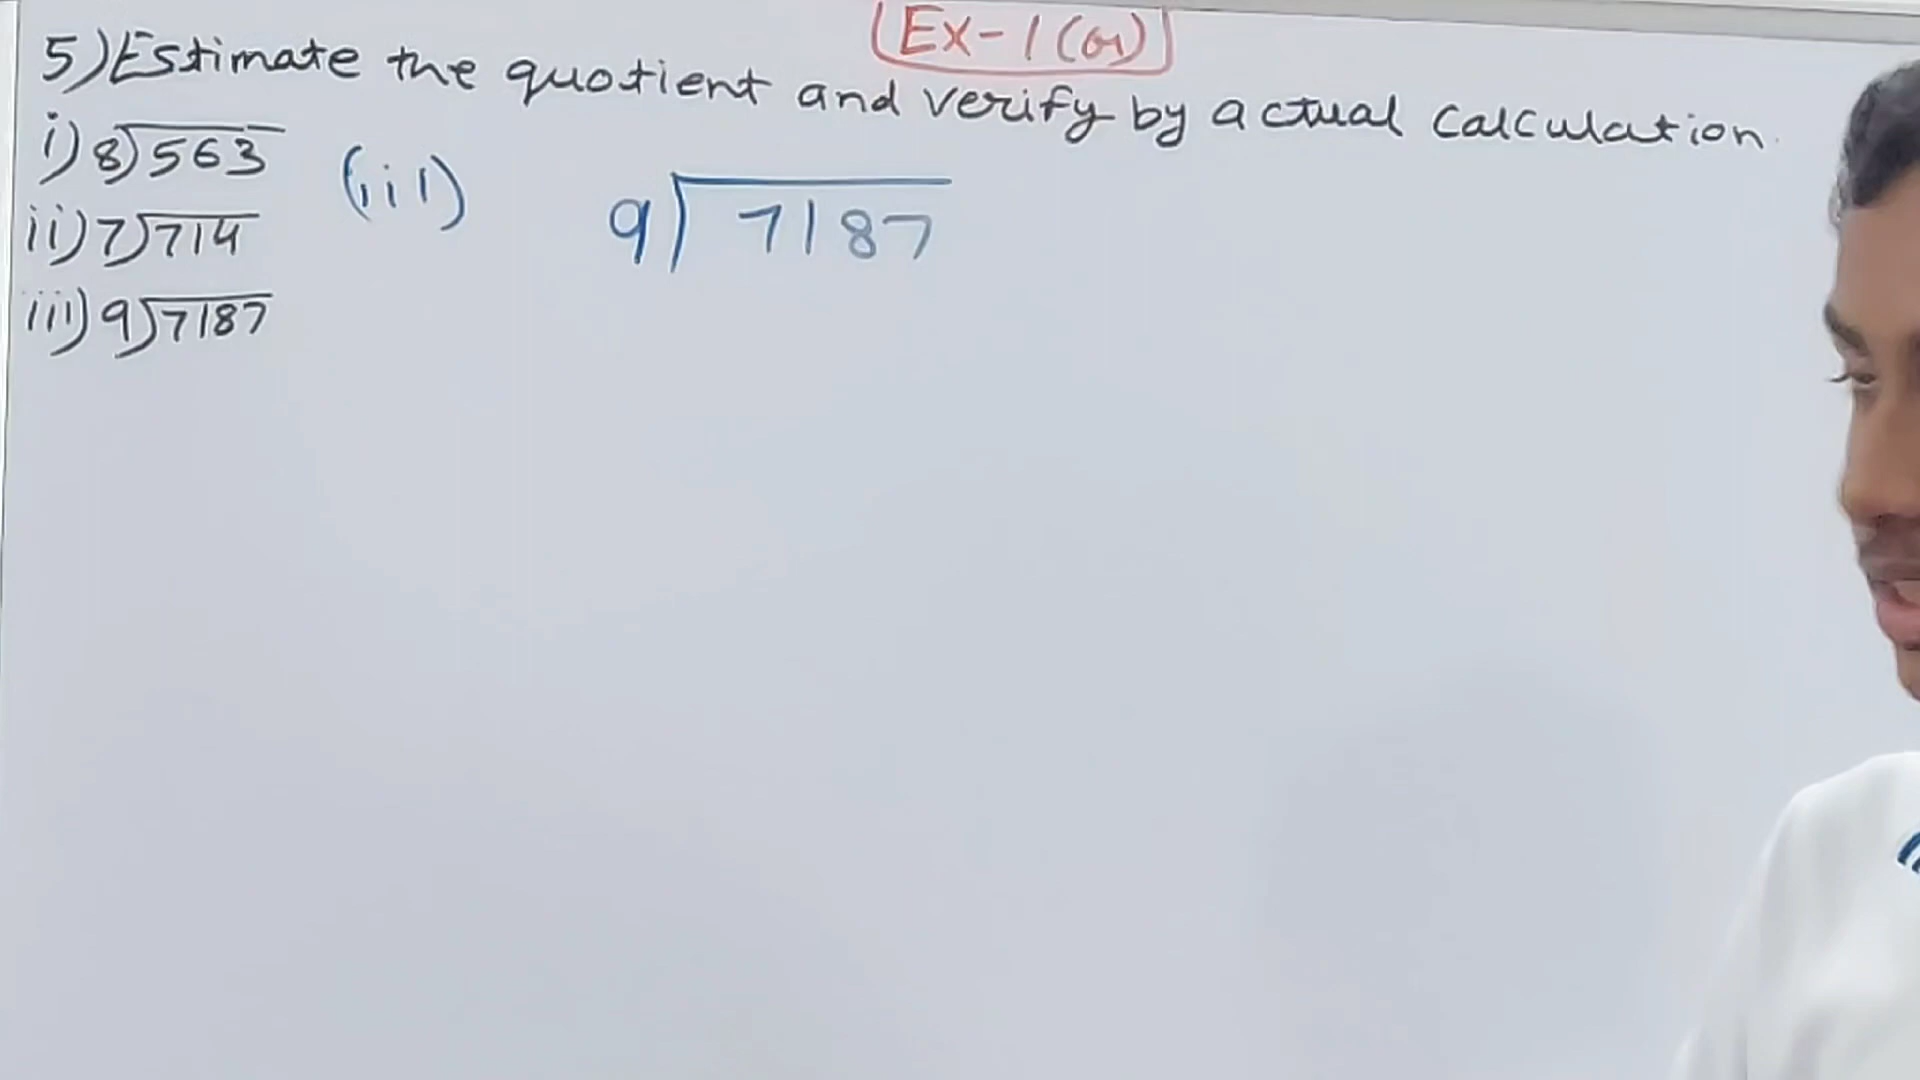 Ex-1(G)
5) Estimate the quotient and verify by actual calculation.
i) 8)563
ii) 7)714
iii) 9)7187
(iii) 9)7187